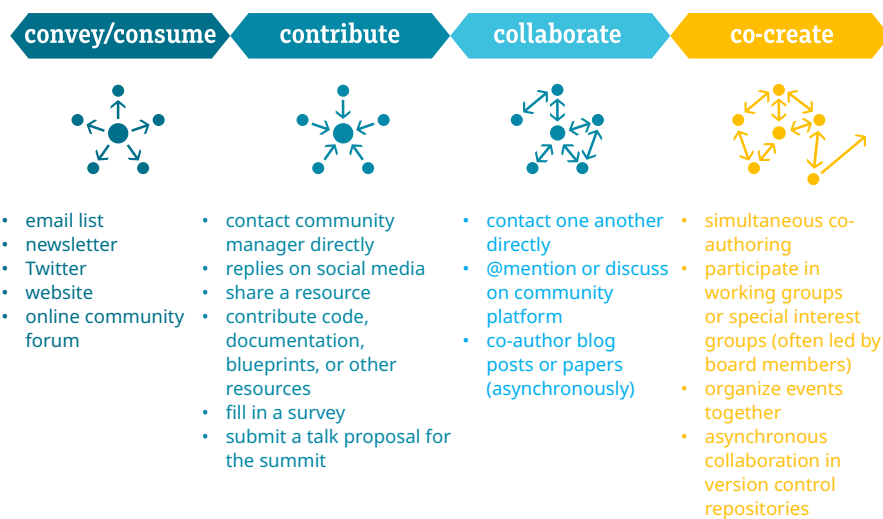 convey/consume
contribute
collaborate
co-create
• email list
• newsletter
• Twitter
• website
• online community
forum
• contact community
manager directly
• replies on social media
• share a resource
• contribute code,
documentation,
blueprints, or other
resources
• fill in a survey
• submit a talk proposal for
the summit
• contact one another
directly
• @mention or discuss
on community
platform
• co-author blog
posts or papers
(asynchronously)
• simultaneous co-
authoring
• participate in
working groups
or special interest
groups (often led by
board members)
• organize events
together
• asynchronous
collaboration in
version control
repositories